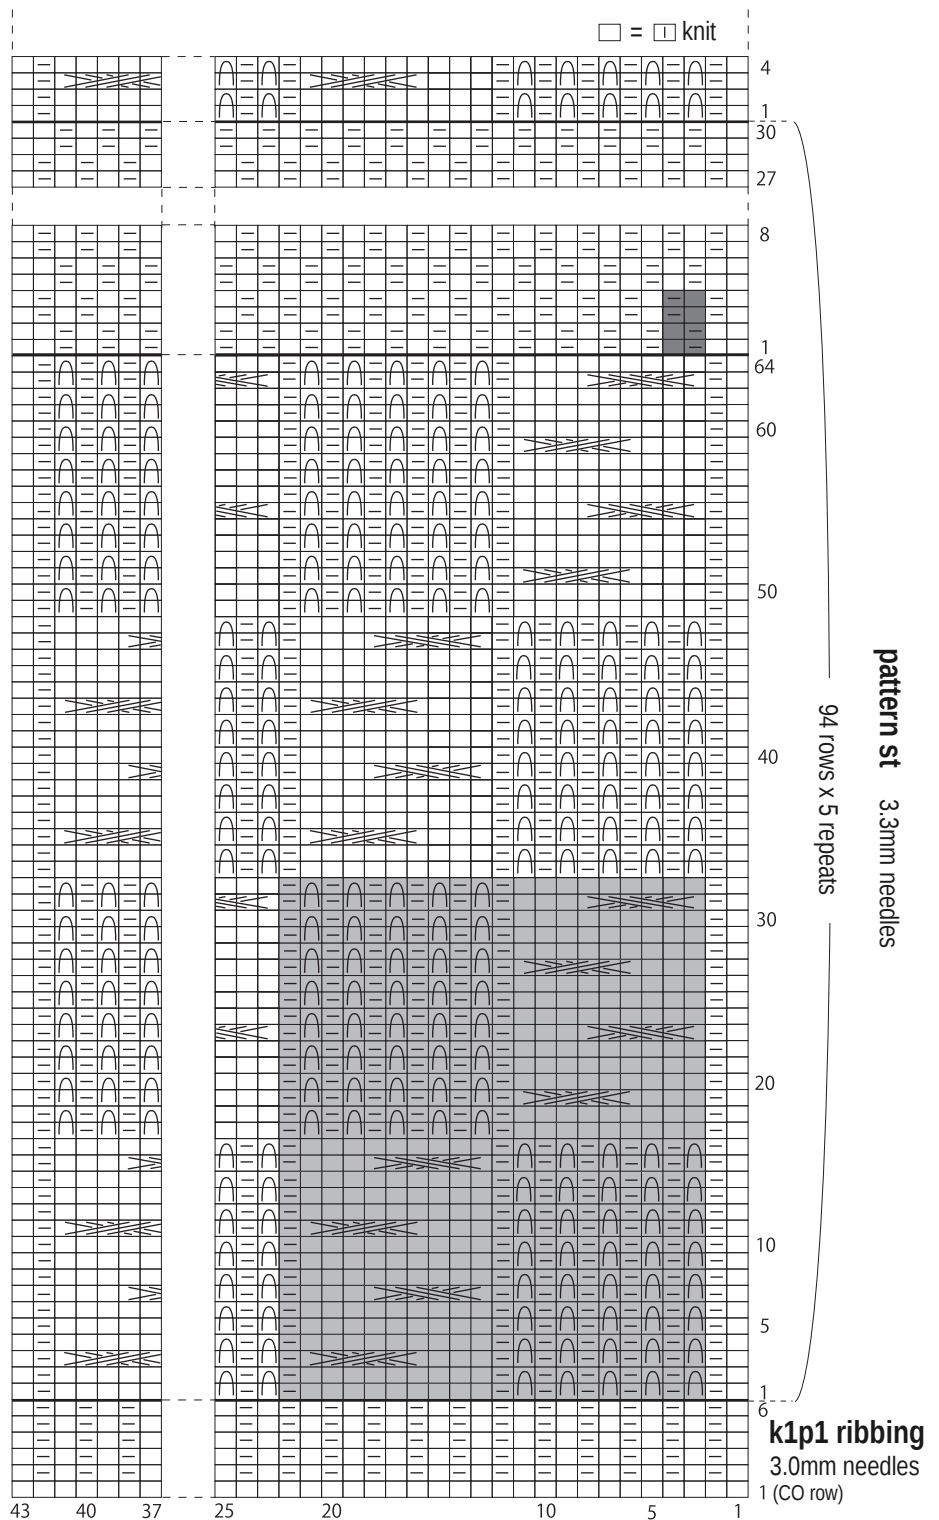 = knit
4
1
30
27
8
1
64
60
50
40
30
20
10
5
1
6
1 (CO row)
pattern st 3.3mm needles
94 rows x 5 repeats
k1p1 ribbing
3.0mm needles
43 40 37 25 20 10 5 1